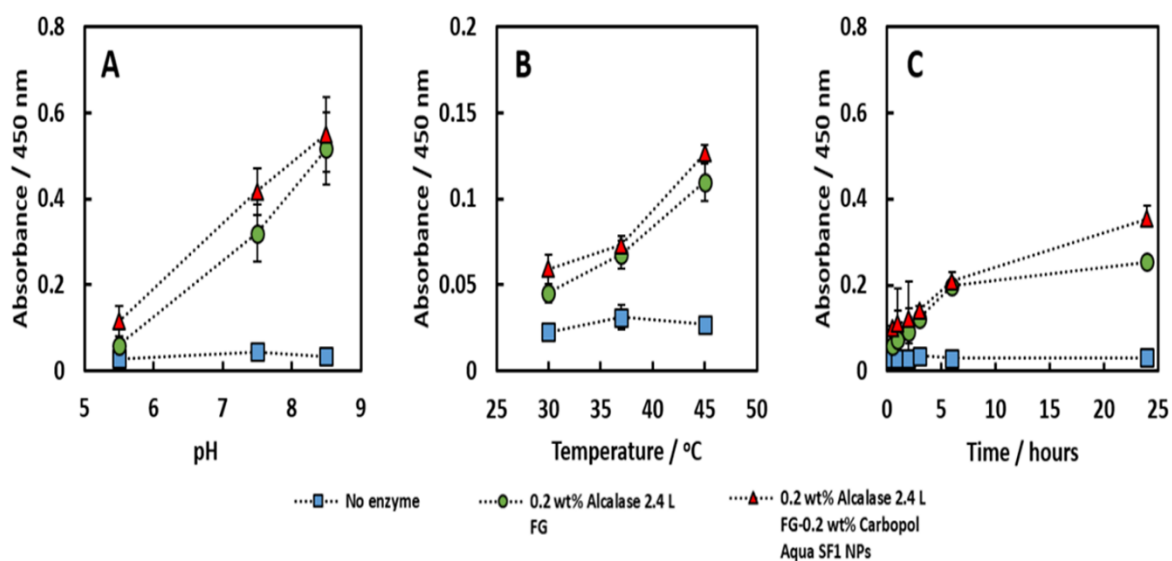 A
Absorbance / 450 nm
0.8
0.6
0.4
0.2
0
5
6
7
8
9
pH
B
Absorbance / 450 nm
0.2
0.15
0.1
0.05
0
25
30
35
40
45
50
Temperature / ºC
C
Absorbance / 450 nm
0.8
0.6
0.4
0.2
0
0
5
10
15
20
25
Time / hours
No enzyme
0.2 wt% Alcalase 2.4 L
FG
0.2 wt% Alcalase 2.4 L
FG-0.2 wt% Carbopol
Aqua SF1 NPs